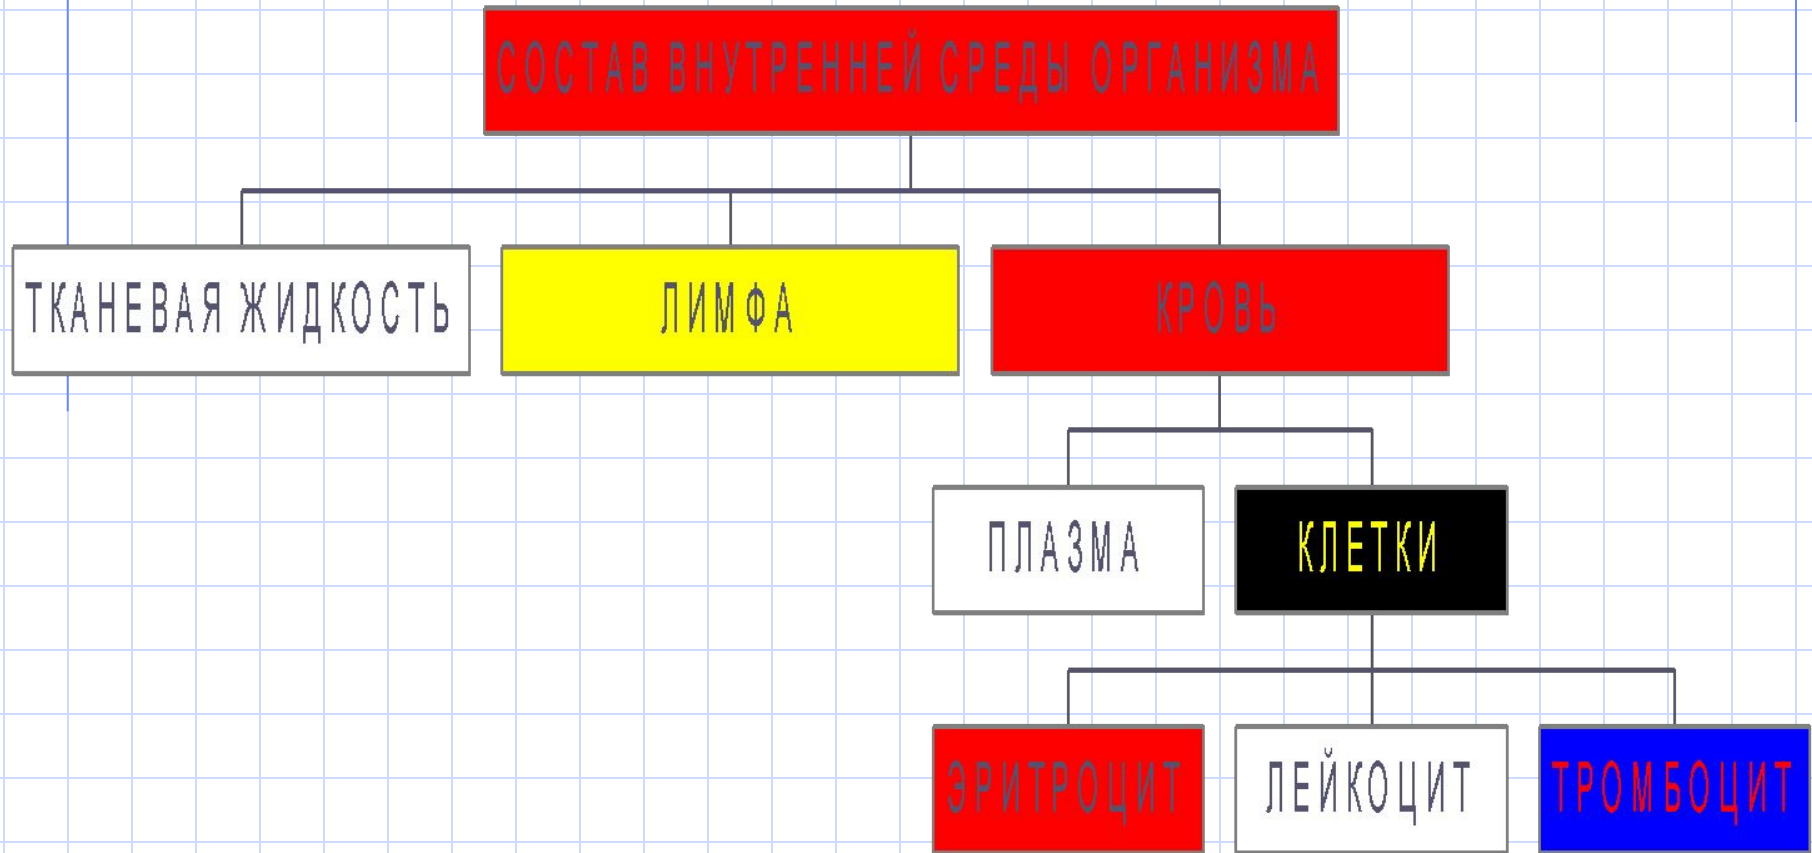 СОСТАВ ВНУТРЕННЕЙ СРЕДЫ ОРГАНИЗМА
ТКАНЕВАЯ ЖИДКОСТЬ
ЛИМФА
КРОВЬ
ПЛАЗМА
КЛЕТКИ
ЭРИТРОЦИТ
ЛЕЙКОЦИТ
ТРОМБОЦИТ